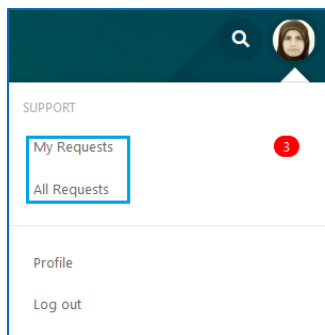 SUPPORT
My Requests 3
All Requests
Profile
Log out